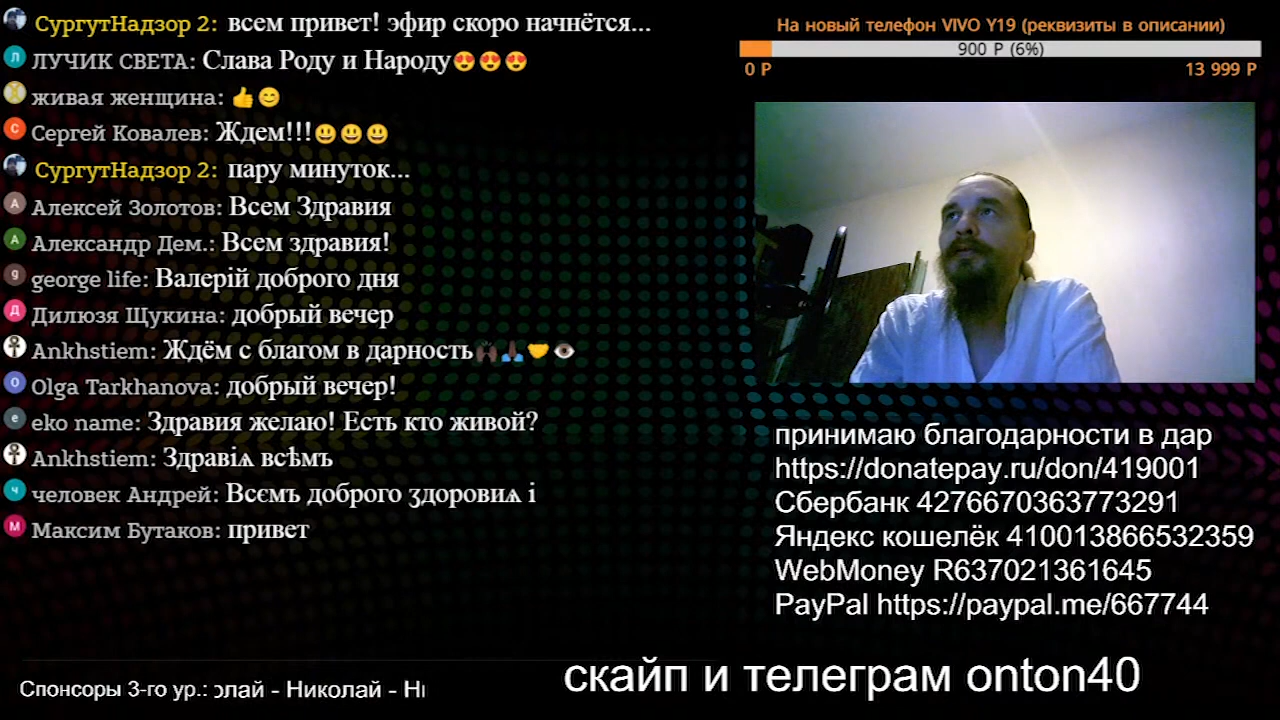 СургутНадзор 2: всем привет! эфир скоро начнётся...
ЛУЧИК СВЕТА: Слава Роду и Народу😍😍😍
живая женщина: 👍😊
Сергей Ковалев: Ждем!!!😃😃😃
СургутНадзор 2: пару минуток...
Алексей Золотов: Всем Здравия
Александр Дем.: Всем здравия!
george life: Валерій доброго дня
Дилюзя Щукина: добрый вечер
Ankhstiem: Ждём с благом в дарность🙌🏿🙏🏿🤝👁
Olga Tarkhanova: добрый вечер!
eko name: Здравия желаю! Есть кто живой?
Ankhstiem: Здравіѧ всѣмъ
человек Андрей: Всємъ доброго ʒдоровиѧ і
Максим Бутаков: привет
На новый телефон VIVO Y19 (реквизиты в описании)
900 Р (6%)
0 Р 13 999 Р
принимаю благодарности в дар
https://donatepay.ru/don/419001
Сбербанк 4276670363773291
Яндекс кошелёк 410013866532359
WebMoney R637021361645
PayPal https://paypal.me/667744
Спонсоры 3-го ур.: олай - Николай - Ни
скайп и телеграм onton40